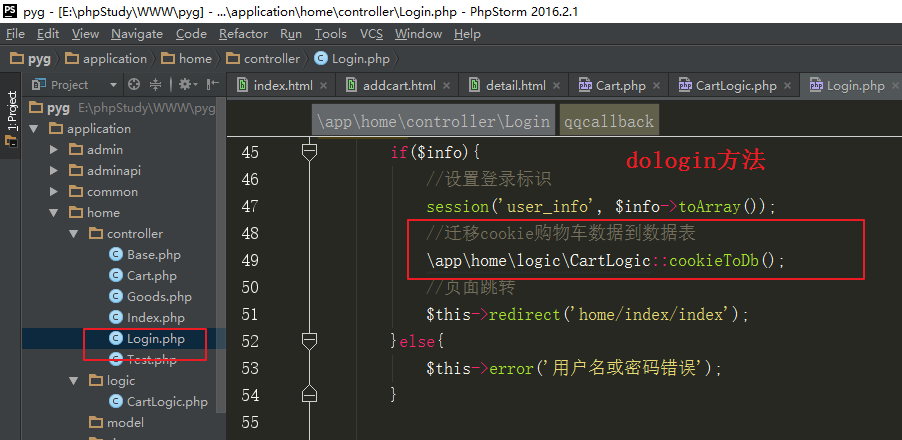 pyg - [E:\phpStudy\WWW\pyg] - ...\application\home\controller\Login.php - PhpStorm 2016.2.1
File Edit View Navigate Code Refactor Run Tools VCS Window Help
pyg application home controller Login.php
1: Project
Project
index.html addcart.html detail.html Cart.php CartLogic.php Login.php
pyg E:\phpStudy\WWW\pyg
application
admin
adminapi
common
home
controller
Base.php
Cart.php
Goods.php
Index.php
Login.php
Test.php
logic
CartLogic.php
model
\app\home\controller\Login qqcallback
dologin方法
45 if($info){
46 //设置登录标识
47 session('user_info', $info->toArray());
48 //迁移cookie购物车数据到数据表
49 \app\home\logic\CartLogic::cookieToDb();
50 //页面跳转
51 $this->redirect('home/index/index');
52 }else{
53 $this->error('用户名或密码错误');
54 }
55